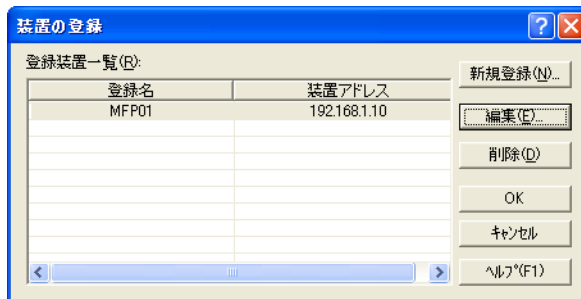 装置の登録
登録装置一覧(R):
登録名 装置アドレス
MFP01 192.168.1.10
新規登録(N)...
編集(E)...
削除(D)
OK
キャンセル
ヘルプ(F1)